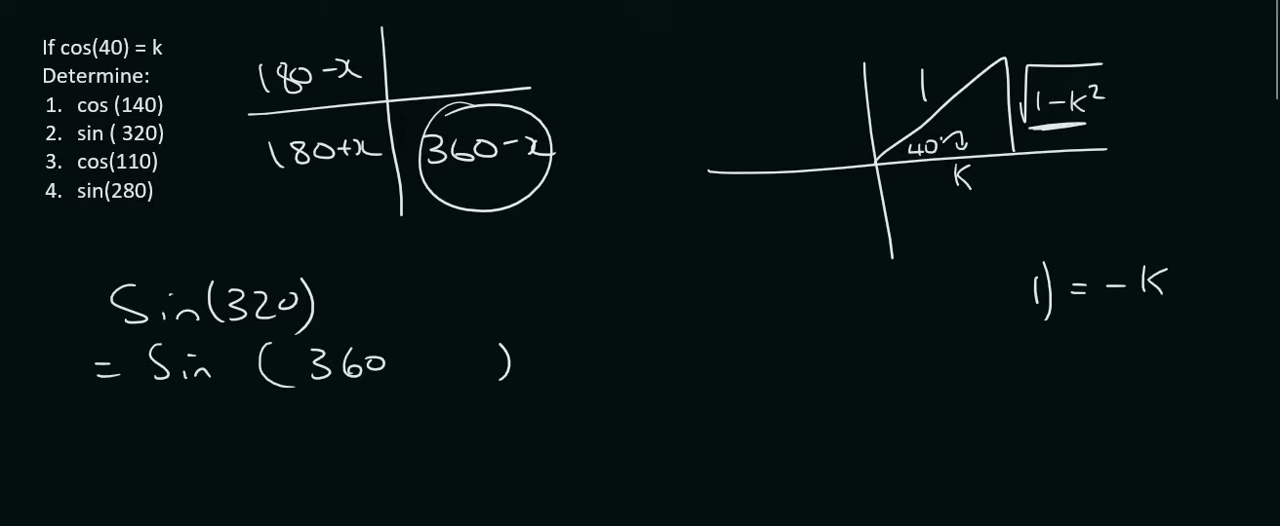 If cos(40) = k
Determine:
1. cos (140)
2. sin ( 320)
3. cos(110)
4. sin(280)
180-x
180+x 360-x
1
√1-k²
40°
k
1) = - k
Sin(320)
= Sin ( 360 )